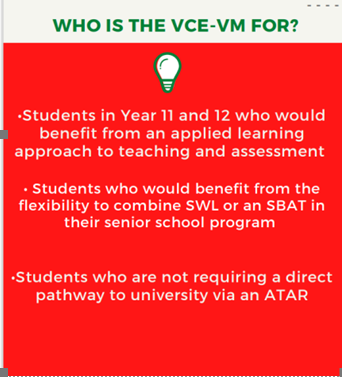 WHO IS THE VCE-VM FOR?
•Students in Year 11 and 12 who would
benefit from an applied learning
approach to teaching and assessment
• Students who would benefit from the
flexibility to combine SWL or an SBAT in
their senior school program
•Students who are not requiring a direct
pathway to university via an ATAR